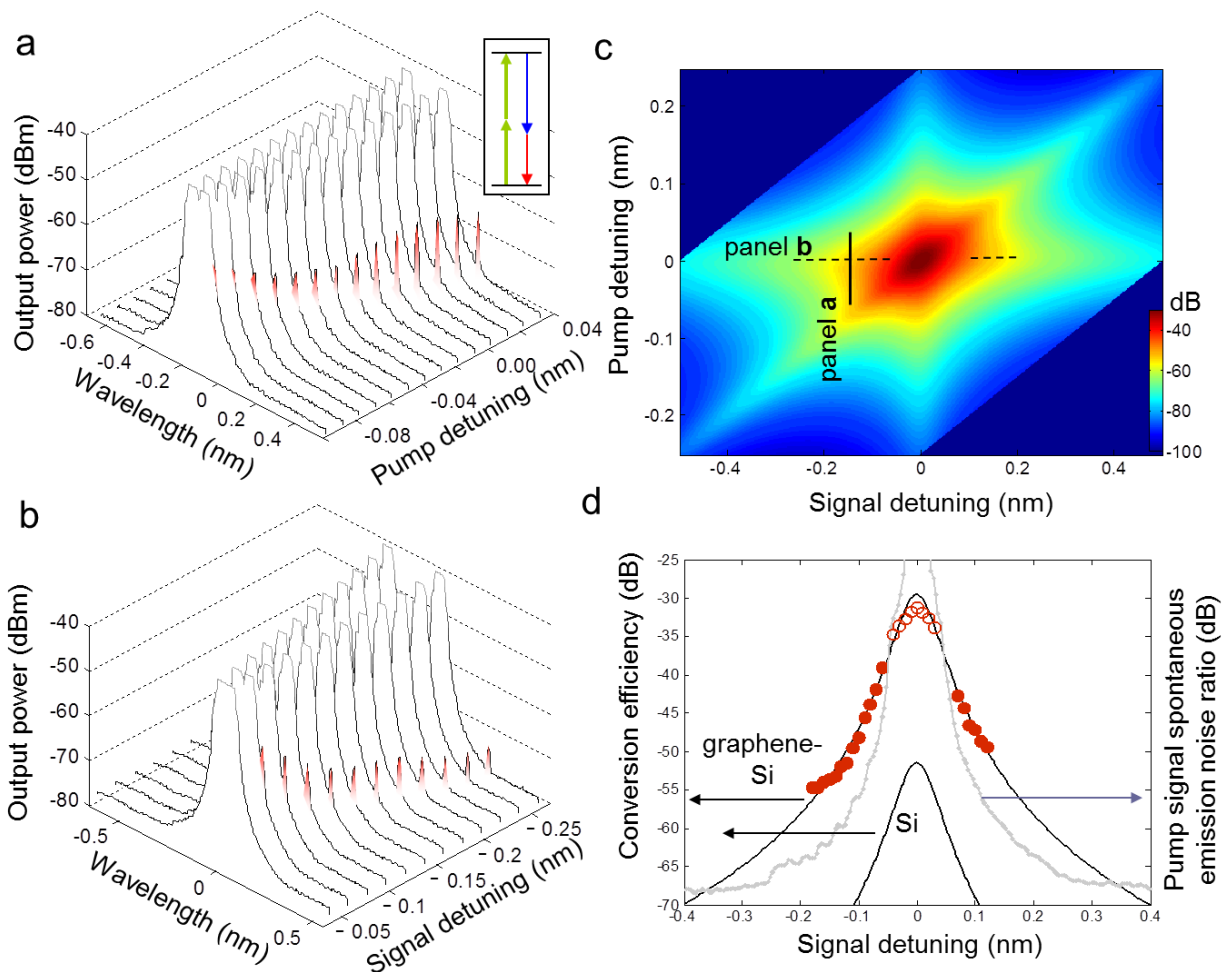 a
Output power (dBm)
-40
-50
-60
-70
-80
-0.6
-0.4
-0.2
0
0.2
0.4
Wavelength (nm)
-0.08
-0.04
0.00
0.04
Pump detuning (nm)
b
Output power (dBm)
-40
-50
-60
-70
-80
-0.5
0
0.5
Wavelength (nm)
- 0.05
- 0.1
- 0.15
- 0.2
- 0.25
Signal detuning (nm)
c
Pump detuning (nm)
0.2
0.1
0
-0.1
-0.2
panel b
panel a
dB
-40
-60
-80
-100
-0.4
-0.2
0
0.2
0.4
Signal detuning (nm)
d
Conversion efficiency (dB)
-25
-30
-35
-40
-45
-50
-55
-60
-65
-70
graphene-
Si
Si
Pump signal spontaneous
emission noise ratio (dB)
-0.4
-0.3
-0.2
-0.1
0
0.1
0.2
0.3
0.4
Signal detuning (nm)